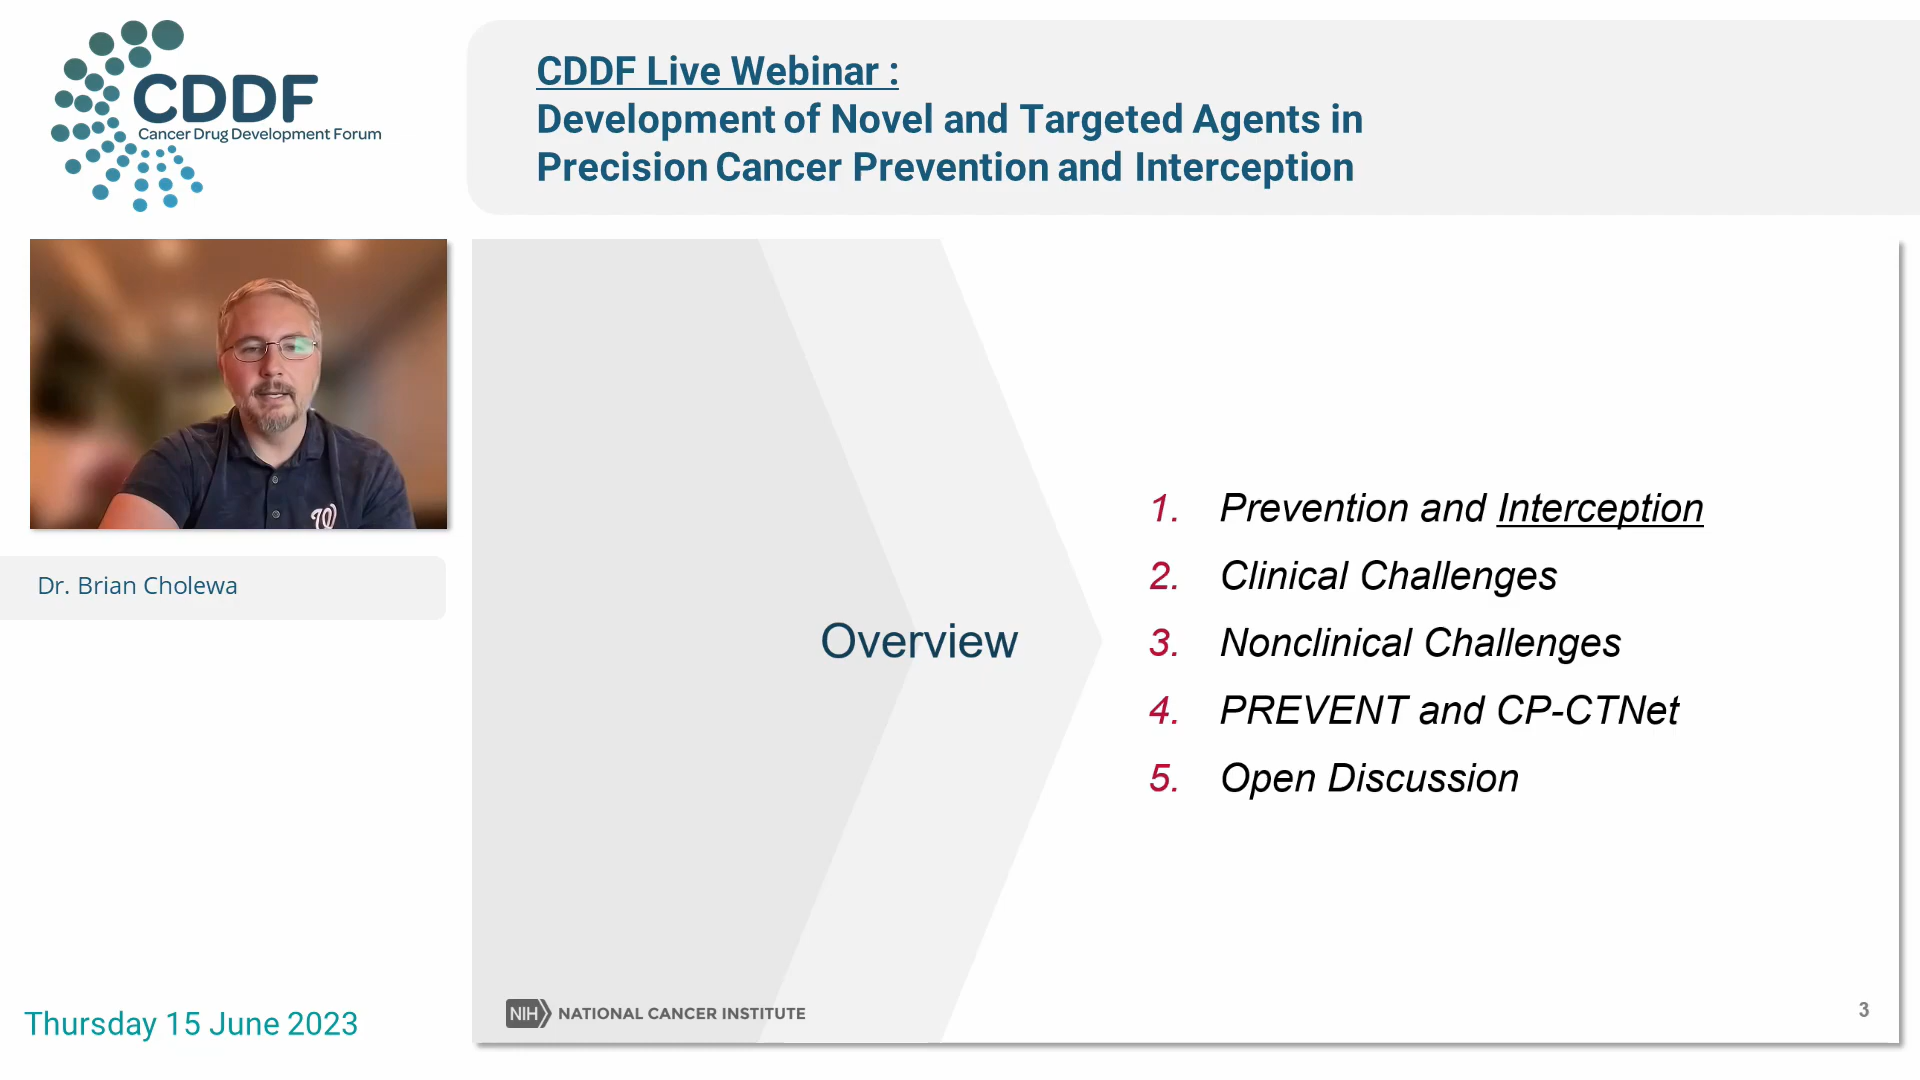 CDDF
Cancer Drug Development Forum
CDDF Live Webinar :
Development of Novel and Targeted Agents in
Precision Cancer Prevention and Interception
W
Dr. Brian Cholewa
Overview
1. Prevention and Interception
2. Clinical Challenges
3. Nonclinical Challenges
4. PREVENT and CP-CTNet
5. Open Discussion
NIH NATIONAL CANCER INSTITUTE
3
Thursday 15 June 2023